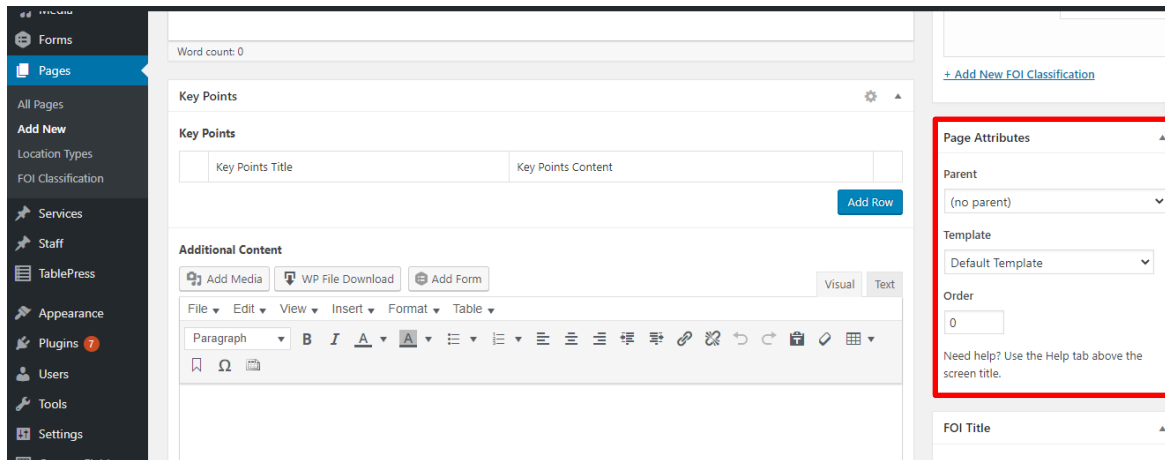 Media
Forms
Pages
All Pages
Add New
Location Types
FOI Classification
Services
Staff
TablePress
Appearance
Plugins 7
Users
Tools
Settings
Word count: 0
Key Points
Key Points
Key Points Title Key Points Content
Add Row
Additional Content
Add Media WP File Download Add Form
Visual Text
File Edit View Insert Format Table
Paragraph B I A A
Ω
+ Add New FOI Classification
Page Attributes
Parent
(no parent)
Template
Default Template
Order
0
Need help? Use the Help tab above the
screen title.
FOI Title